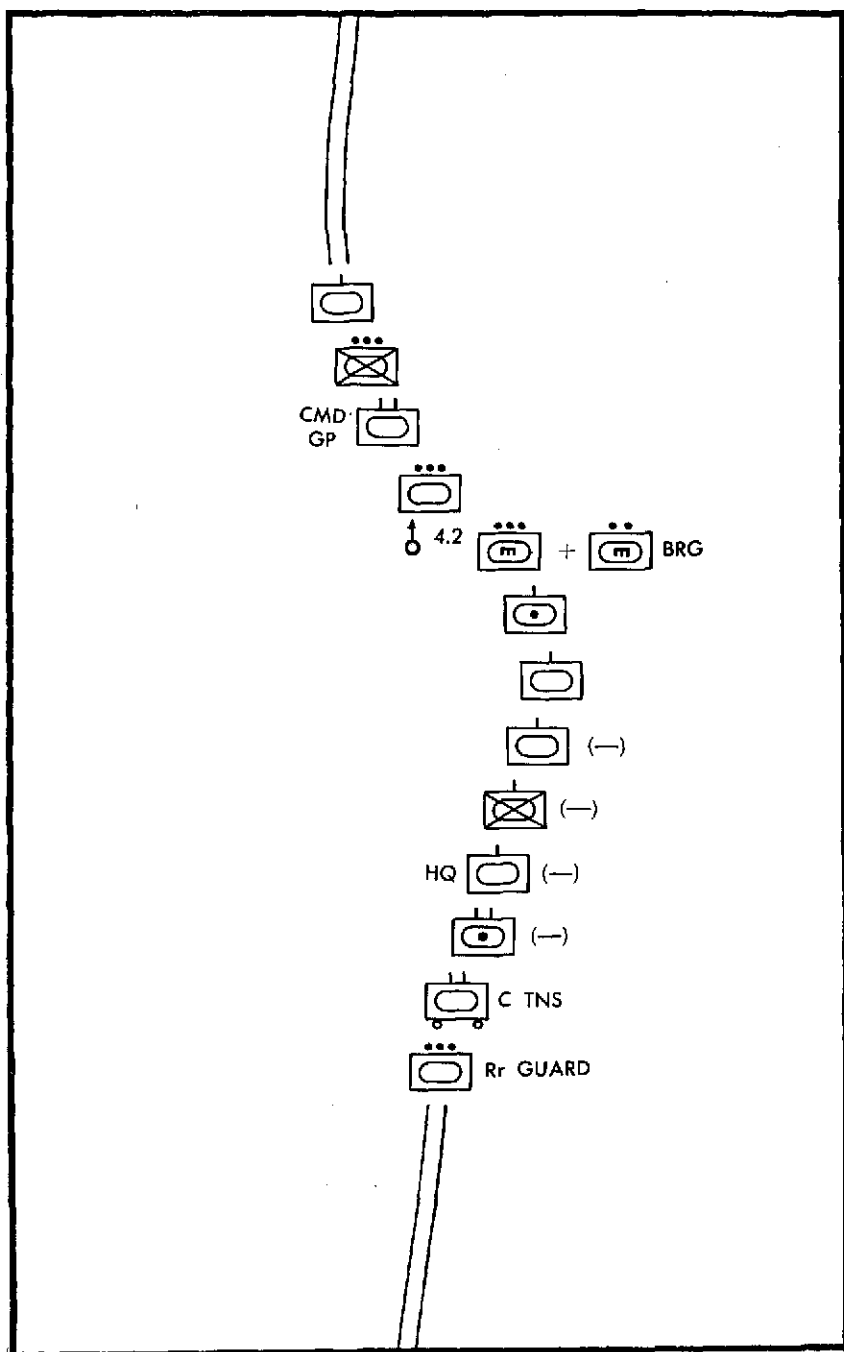 CMD
GP
4.2
E + E BRG
(—)
(—)
HQ (—)
(—)
C TNS
Rr GUARD